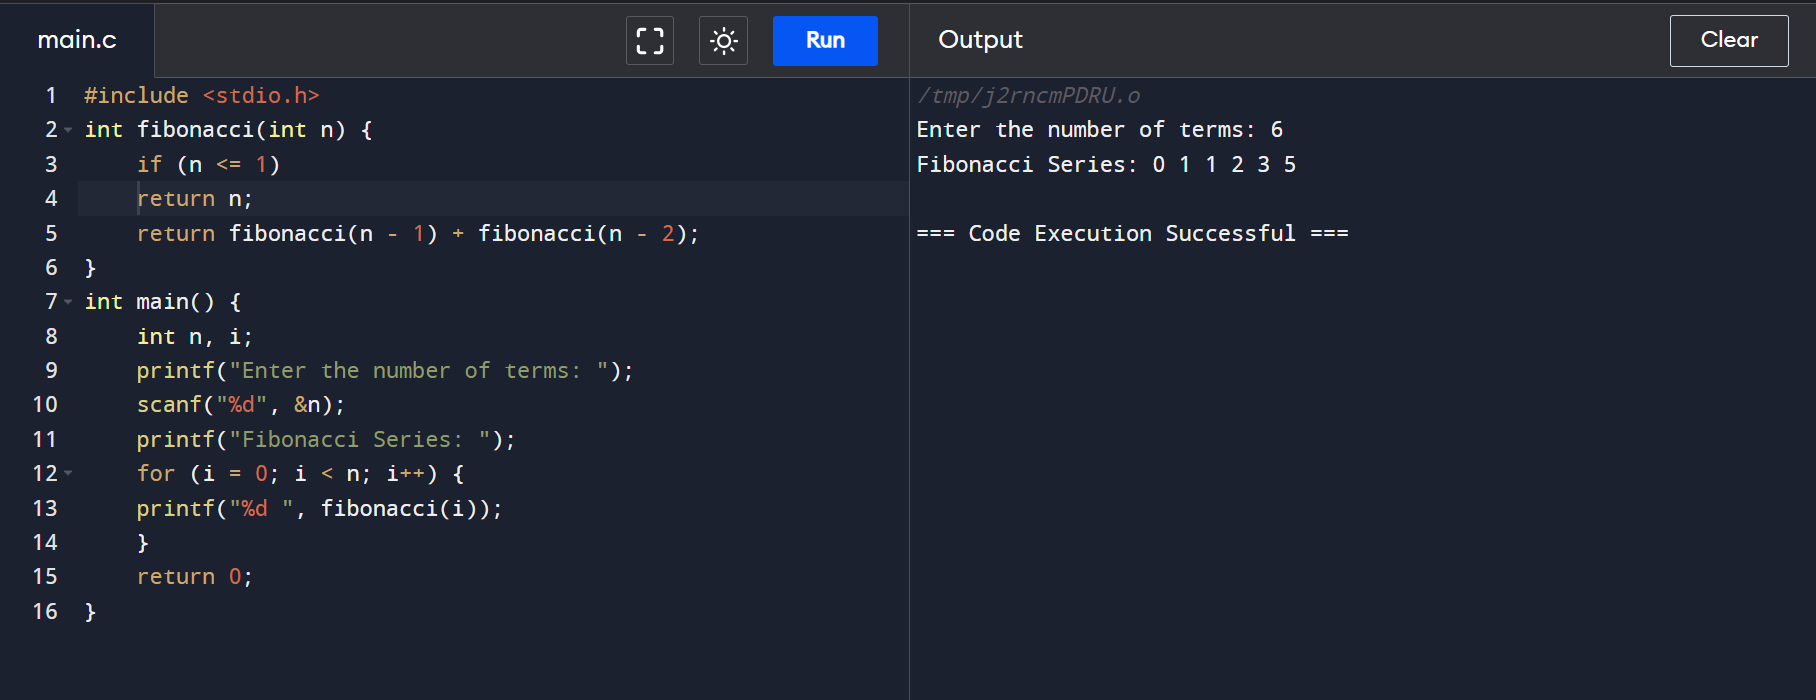 main.c
Run
Output
Clear
1 #include <stdio.h>
2 int fibonacci(int n) {
3     if (n <= 1)
4     return n;
5     return fibonacci(n - 1) + fibonacci(n - 2);
6 }
7 int main() {
8     int n, i;
9     printf("Enter the number of terms: ");
10     scanf("%d", &n);
11     printf("Fibonacci Series: ");
12     for (i = 0; i < n; i++) {
13     printf("%d ", fibonacci(i));
14     }
15     return 0;
16 }
/tmp/j2rncmPDRU.o
Enter the number of terms: 6
Fibonacci Series: 0 1 1 2 3 5
=== Code Execution Successful ===